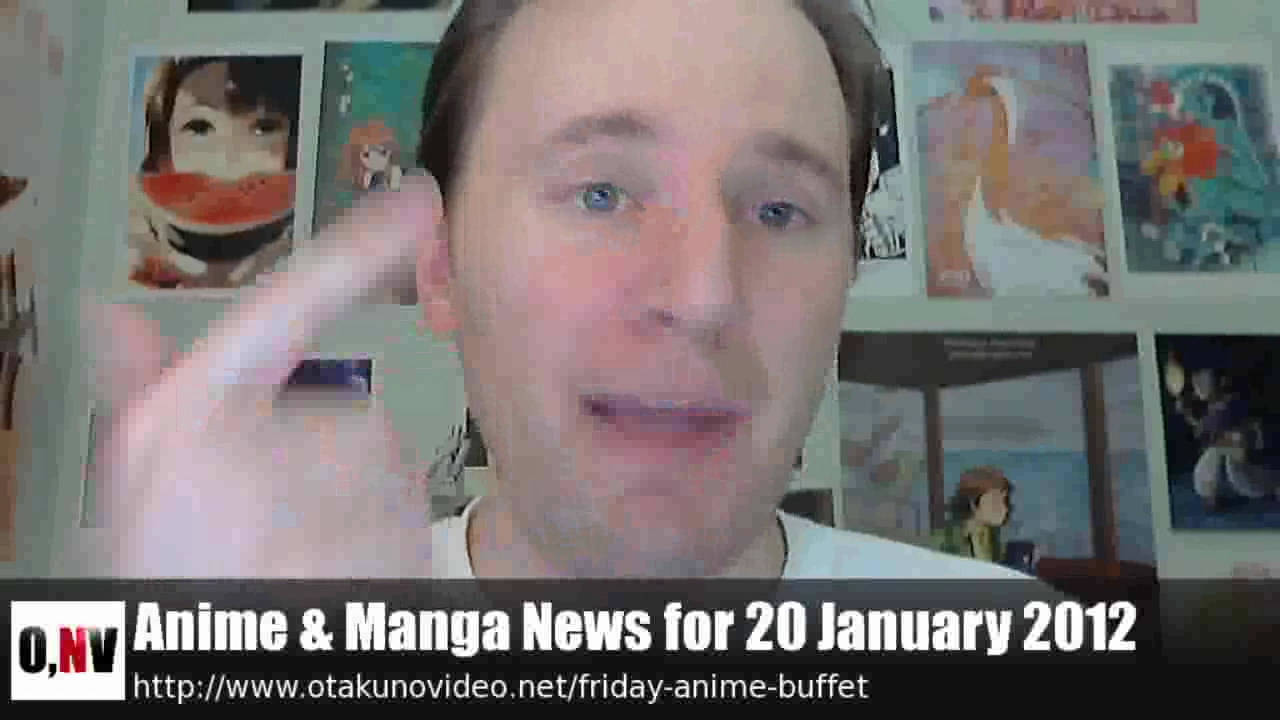 O,NV
Anime & Manga News for 20 January 2012
http://www.otakunovideo.net/friday-anime-buffet